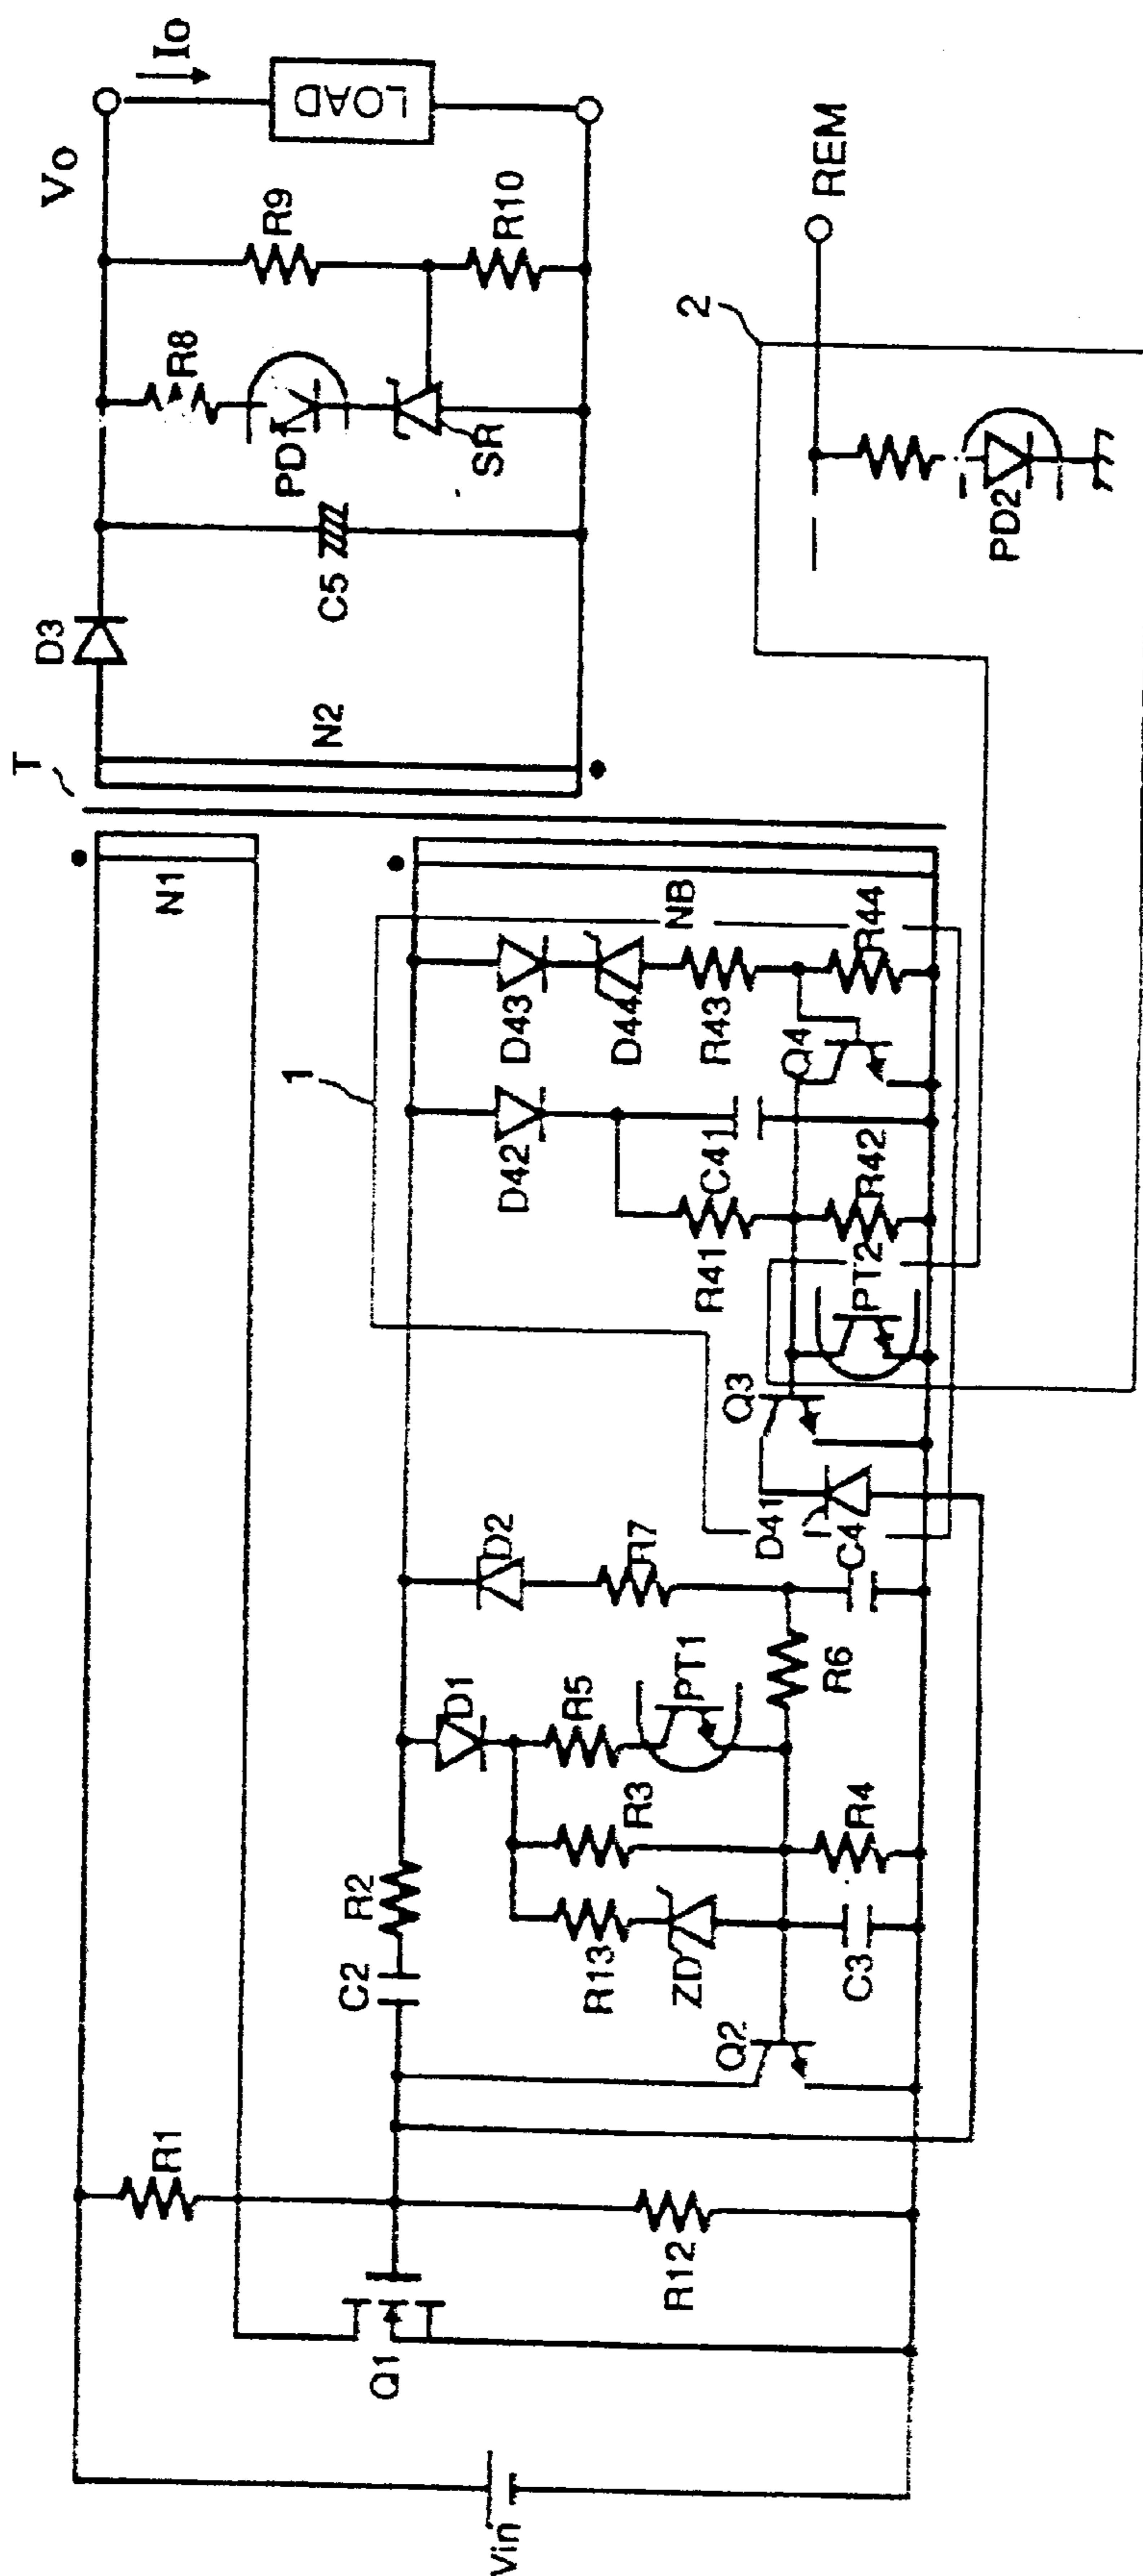 Vin
Q1
R1
R12
C2
R2
Q2
R13
ZD
C3
R3
R4
D1
R5
PT1
R6
D2
R7
C4
D41
Q3
PT2
R41
R42
D42
C41
Q4
D43
D44
R43
R44
NB
1
N1
T
N2
D3
C5
PD1
R8
SR
R9
R10
Vo
Io
LOAD
2
REM
PD2